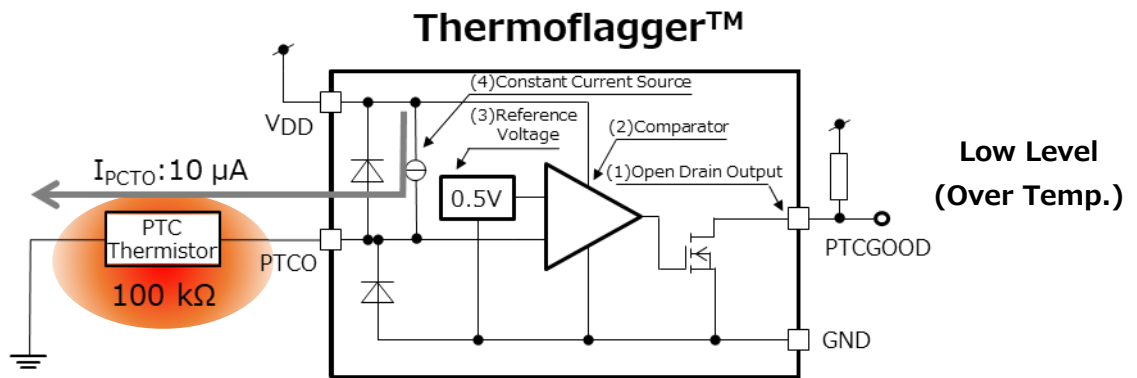 Thermoflagger™
(4)Constant Current Source
(3)Reference
Voltage
(2)Comparator
(1)Open Drain Output
VDD
IPCTO:10 µA
0.5V
PTC
Thermistor
100 kΩ
PTCO
PTCGOOD
GND
Low Level
(Over Temp.)